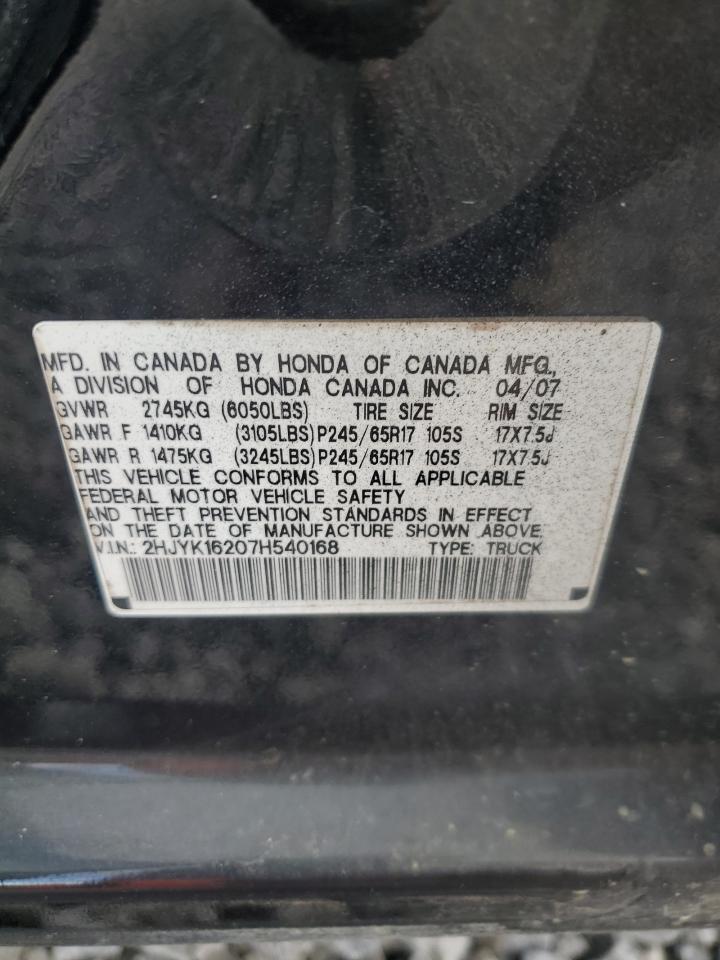 MFD. IN CANADA BY HONDA OF CANADA MFG.,
A DIVISION OF HONDA CANADA INC. 04/07
GVWR 2745KG (6050LBS) TIRE SIZE RIM SIZE
GAWR F 1410KG (3105LBS) P245/65R17 105S 17X7.5J
GAWR R 1475KG (3245LBS) P245/65R17 105S 17X7.5J
THIS VEHICLE CONFORMS TO ALL APPLICABLE
FEDERAL MOTOR VEHICLE SAFETY
AND THEFT PREVENTION STANDARDS IN EFFECT
ON THE DATE OF MANUFACTURE SHOWN ABOVE.
V.I.N.: 2HJYK16207H540168 TYPE: TRUCK